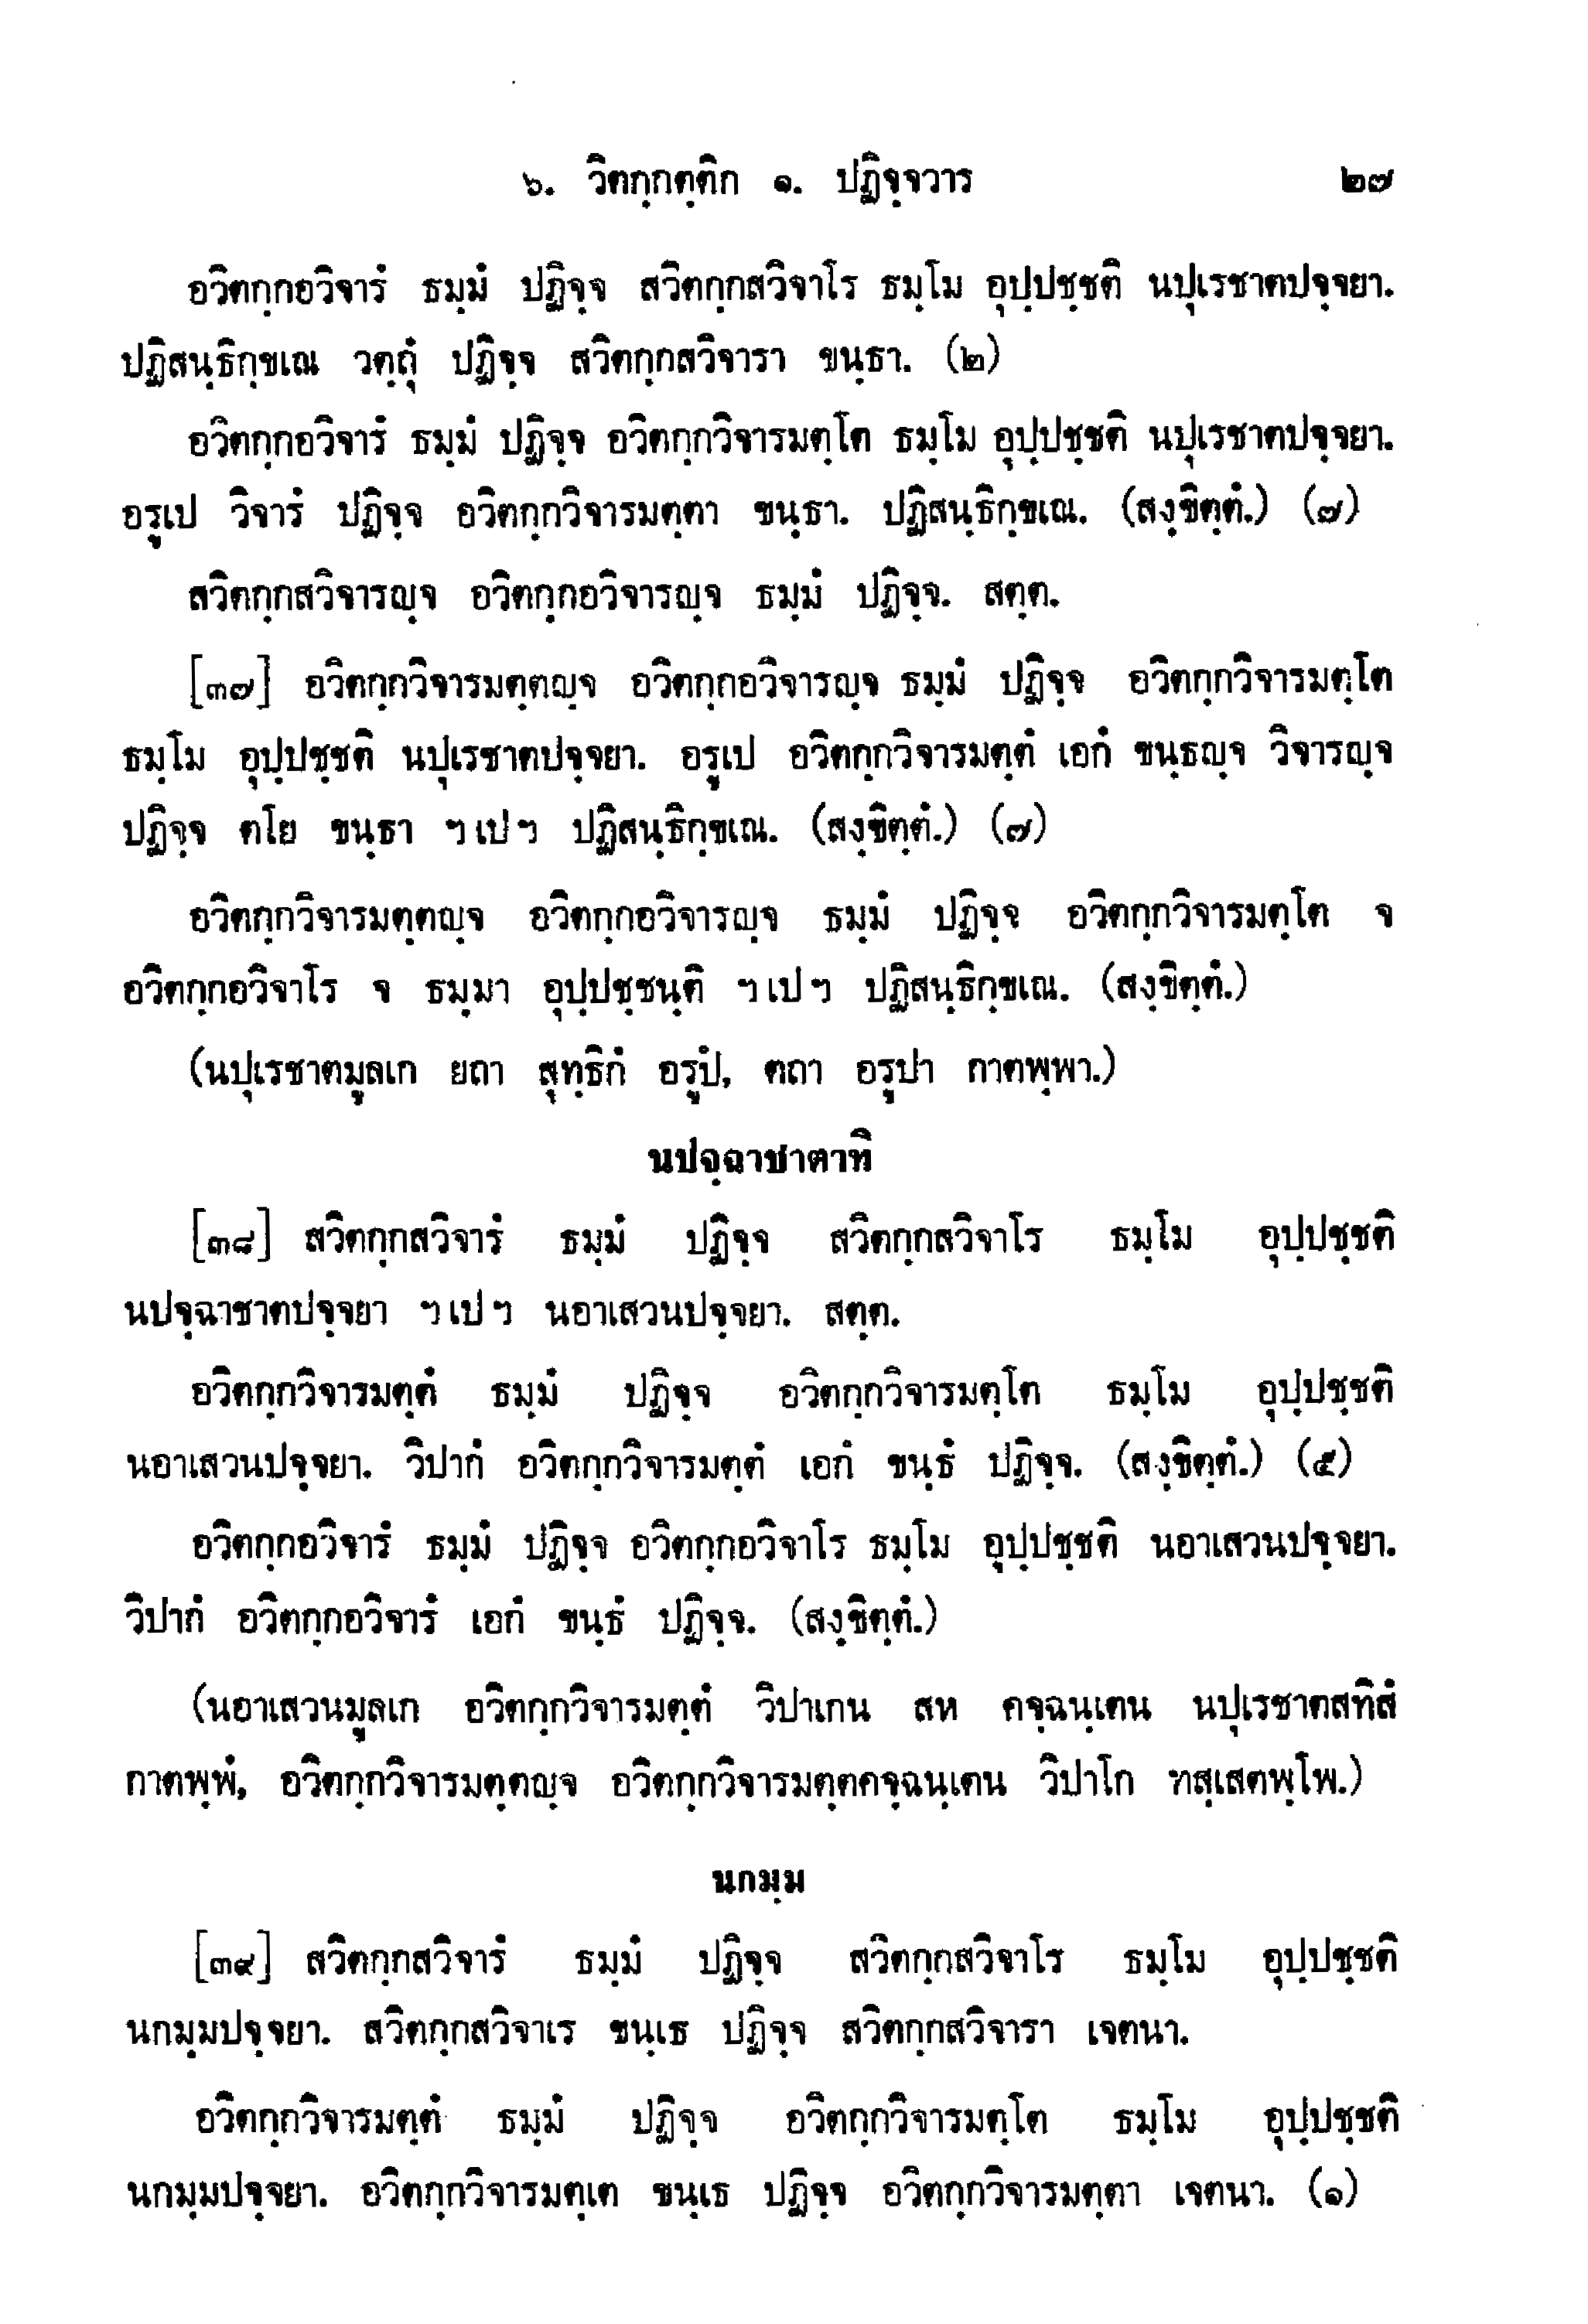 ๖. วิตกฺกตฺติก ๑. ปฏิจฺจวาร ๒๗
อวิตกฺกอวิจารํ ธมฺมํ ปฏิจฺจ สวิตกฺกสวิจาโร ธมฺโม อุปฺปชฺชติ นปุเรชาตปจฺจยา.
ปฏิสนฺธิกฺขเณ วตฺถุํ ปฏิจฺจ สวิตกฺกสวิจารา ขนฺธา. (๒)
อวิตกฺกอวิจารํ ธมฺมํ ปฏิจฺจ อวิตกฺกวิจารมตฺโต ธมฺโม อุปฺปชฺชติ นปุเรชาตปจฺจยา.
อรูเป วิจารํ ปฏิจฺจ อวิตกฺกวิจารมตฺตา ขนฺธา. ปฏิสนฺธิกฺขเณ. (สงฺขิตฺตํ.) (๗)
สวิตกฺกสวิจารญฺจ อวิตกฺกอวิจารญฺจ ธมฺมํ ปฏิจฺจ. สตฺต.
[๓๗] อวิตกฺกวิจารมตฺตญฺจ อวิตกฺกอวิจารญฺจ ธมฺมํ ปฏิจฺจ อวิตกฺกวิจารมตฺโต
ธมฺโม อุปฺปชฺชติ นปุเรชาตปจฺจยา. อรูเป อวิตกฺกวิจารมตฺตํ เอกํ ขนฺธญฺจ วิจารญฺจ
ปฏิจฺจ ตโย ขนฺธา ฯ เป ฯ ปฏิสนฺธิกฺขเณ. (สงฺขิตฺตํ.) (๗)
อวิตกฺกวิจารมตฺตญฺจ อวิตกฺกอวิจารญฺจ ธมฺมํ ปฏิจฺจ อวิตกฺกวิจารมตฺโต จ
อวิตกฺกอวิจาโร จ ธมฺมา อุปฺปชฺชนฺติ ฯ เป ฯ ปฏิสนฺธิกฺขเณ. (สงฺขิตฺตํ.)
(นปุเรชาตมูลเก ยถา สุทฺธิกํ อรูปํ, ตถา อรูปา กาตพฺพา.)
นปจฺฉาชาตาทิ
[๓๘] สวิตกฺกสวิจารํ ธมฺมํ ปฏิจฺจ สวิตกฺกสวิจาโร ธมฺโม อุปฺปชฺชติ
นปจฺฉาชาตปจฺจยา ฯ เป ฯ นอาเสวนปจฺจยา. สตฺต.
อวิตกฺกวิจารมตฺตํ ธมฺมํ ปฏิจฺจ อวิตกฺกวิจารมตฺโต ธมฺโม อุปฺปชฺชติ
นอาเสวนปจฺจยา. วิปากํ อวิตกฺกวิจารมตฺตํ เอกํ ขนฺธํ ปฏิจฺจ. (สงฺขิตฺตํ.) (๕)
อวิตกฺกอวิจารํ ธมฺมํ ปฏิจฺจ อวิตกฺกอวิจาโร ธมฺโม อุปฺปชฺชติ นอาเสวนปจฺจยา.
วิปากํ อวิตกฺกอวิจารํ เอกํ ขนฺธํ ปฏิจฺจ. (สงฺขิตฺตํ.)
(นอาเสวนมูลเก อวิตกฺกวิจารมตฺตํ วิปาเกน สห คจฺฉนฺเตน นปุเรชาตสทิสํ
กาตพฺพํ, อวิตกฺกวิจารมตฺตญฺจ อวิตกฺกวิจารมตฺตคจฺฉนฺเตน วิปาโก ทสฺเสตพฺโพ.)
นกมฺม
[๓๙] สวิตกฺกสวิจารํ ธมฺมํ ปฏิจฺจ สวิตกฺกสวิจาโร ธมฺโม อุปฺปชฺชติ
นกมฺมปจฺจยา. สวิตกฺกสวิจาเร ขนฺเธ ปฏิจฺจ สวิตกฺกสวิจารา เจตนา.
อวิตกฺกวิจารมตฺตํ ธมฺมํ ปฏิจฺจ อวิตกฺกวิจารมตฺโต ธมฺโม อุปฺปชฺชติ
นกมฺมปจฺจยา. อวิตกฺกวิจารมตฺเต ขนฺเธ ปฏิจฺจ อวิตกฺกวิจารมตฺตา เจตนา. (๑)